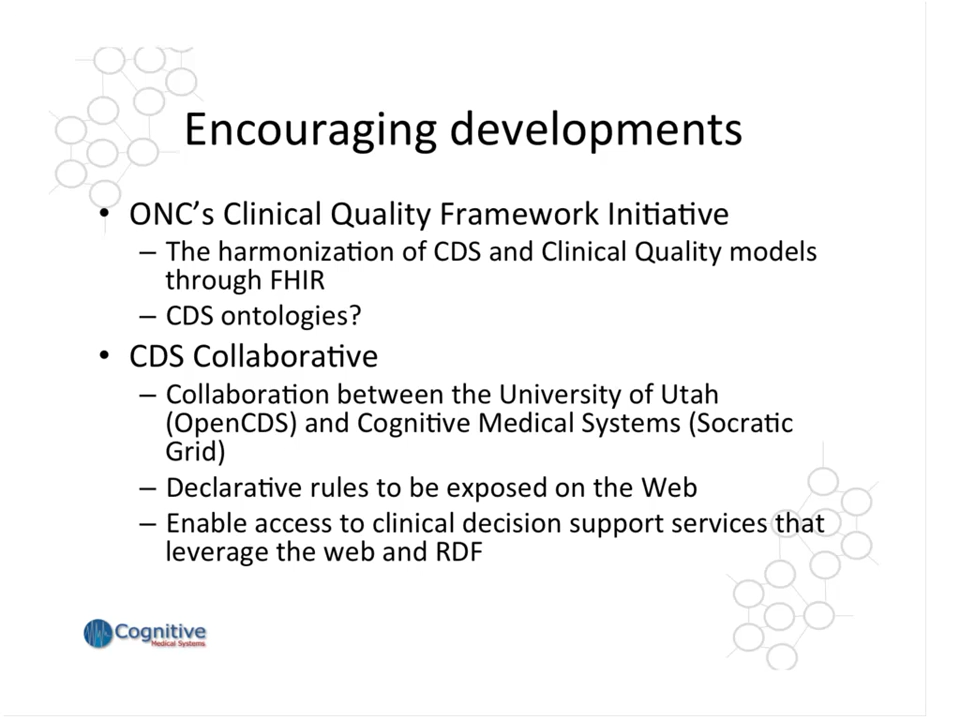 Encouraging developments
• ONC’s Clinical Quality Framework Initiative
– The harmonization of CDS and Clinical Quality models
through FHIR
– CDS ontologies?
• CDS Collaborative
– Collaboration between the University of Utah
(OpenCDS) and Cognitive Medical Systems (Socratic
Grid)
– Declarative rules to be exposed on the Web
– Enable access to clinical decision support services that
leverage the web and RDF
Cognitive
Medical Systems